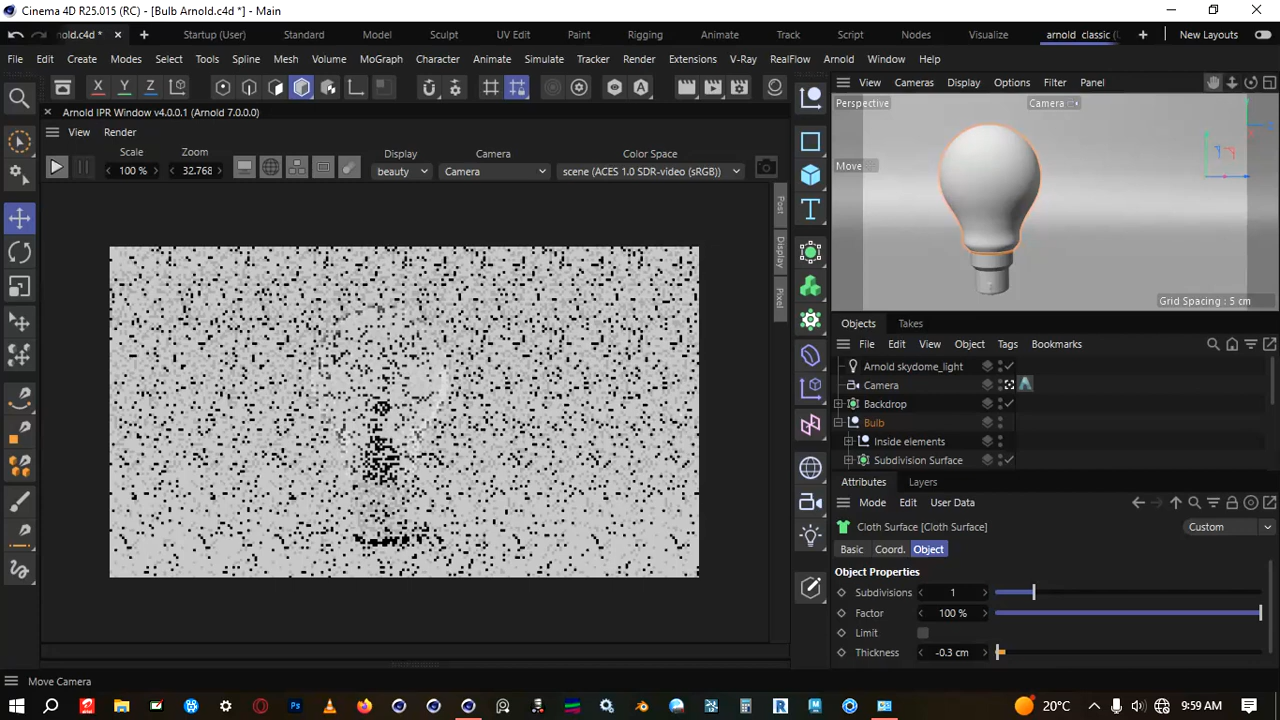 Cinema 4D R25.015 (RC) - [Bulb Arnold.c4d *] - Main
old.c4d *
Startup (User)
Standard
Model
Sculpt
UV Edit
Paint
Rigging
Animate
Track
Script
Nodes
Visualize
arnold_classic (
New Layouts
File
Edit
Create
Modes
Select
Tools
Spline
Mesh
Volume
MoGraph
Character
Animate
Simulate
Tracker
Render
Extensions
V-Ray
RealFlow
Arnold
Window
Help
X
Y
Z
View
Cameras
Display
Options
Filter
Panel
Arnold IPR Window v4.0.0.1 (Arnold 7.0.0.0)
Perspective
Camera
View
Render
Scale
Zoom
Display
Camera
Color Space
100 %
32.768
beauty
Camera
scene (ACES 1.0 SDR-video (sRGB))
Move
Post
Display
Pixel
Grid Spacing : 5 cm
Objects
Takes
File
Edit
View
Object
Tags
Bookmarks
Arnold skydome_light
Camera
Backdrop
Bulb
Inside elements
Subdivision Surface
Attributes
Layers
Mode
Edit
User Data
Cloth Surface [Cloth Surface]
Custom
Basic
Coord.
Object
Object Properties
Subdivisions
1
Factor
100 %
Limit
Thickness
-0.3 cm
Move Camera
20°C
9:59 AM